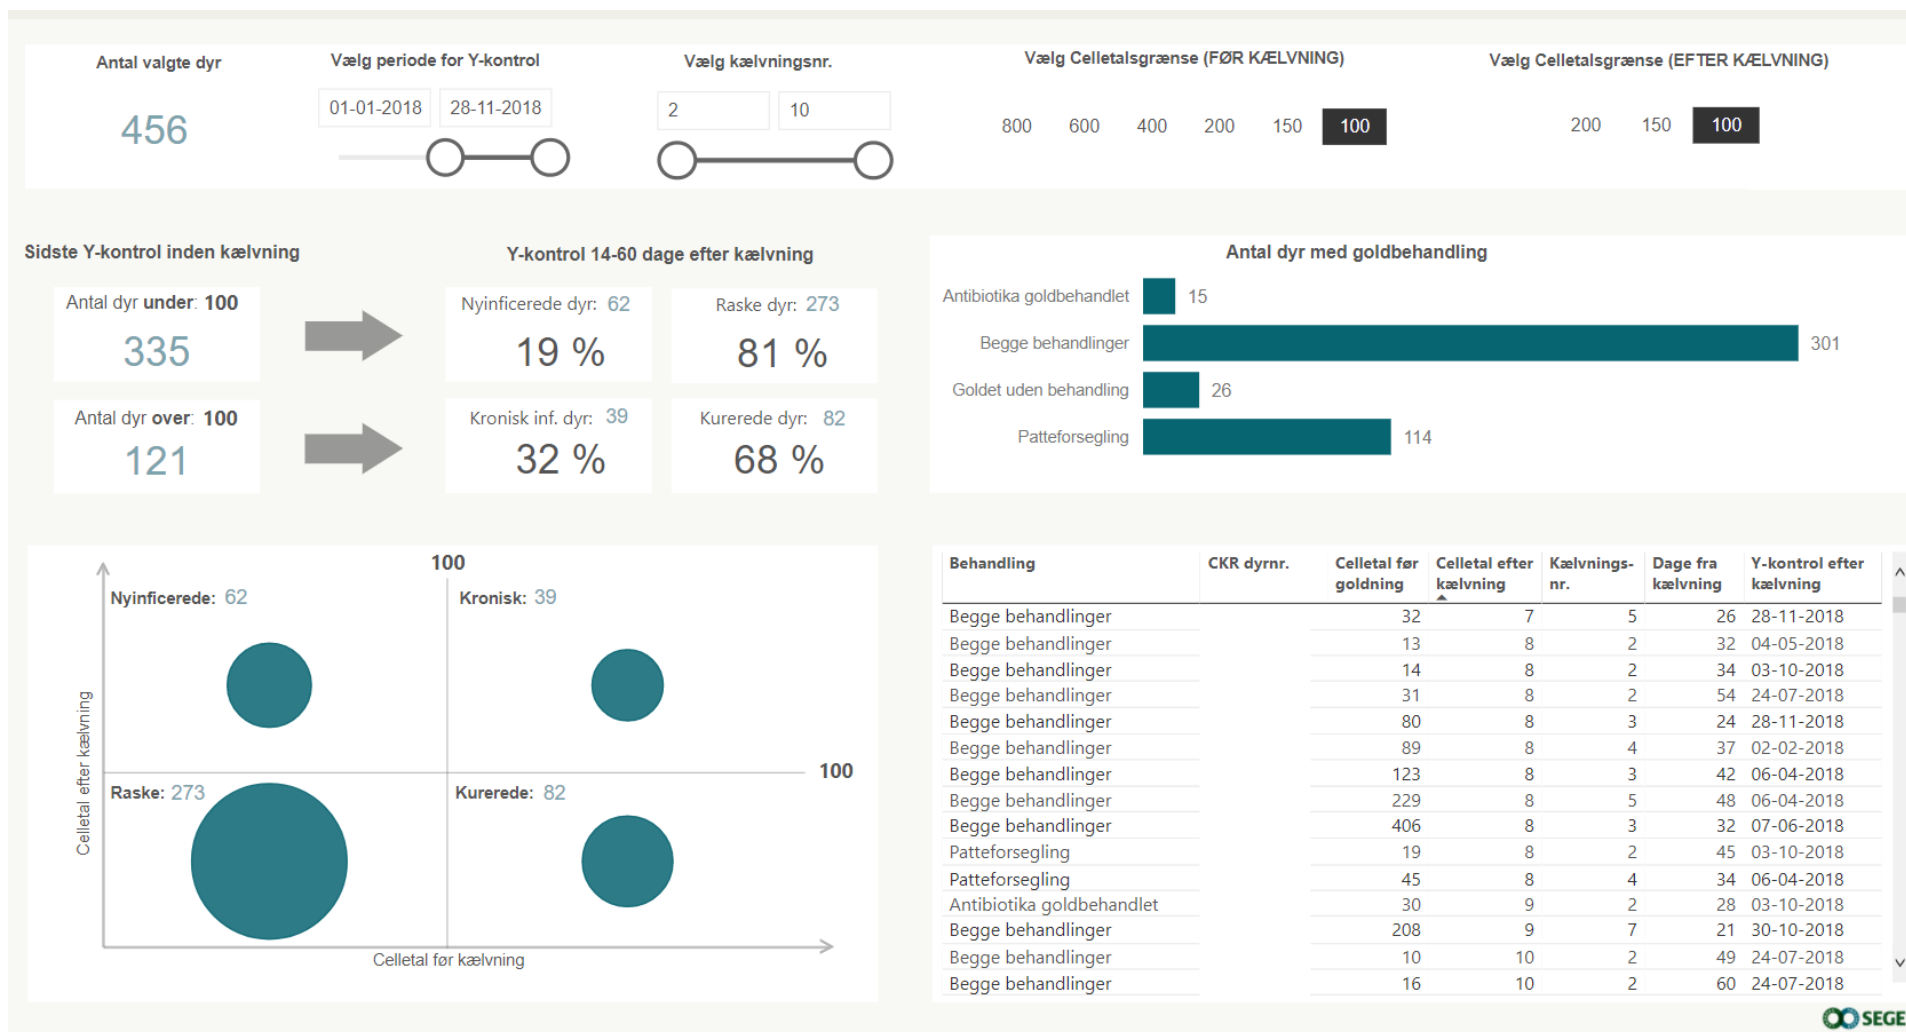 Antal valgte dyr
456
Vælg periode for Y-kontrol
01-01-2018 28-11-2018
Vælg kælvningsnr.
2 10
Vælg Celletalsgrænse (FØR KÆLVNING)
800 600 400 200 150 100
Vælg Celletalsgrænse (EFTER KÆLVNING)
200 150 100
Sidste Y-kontrol inden kælvning
Antal dyr under: 100
335
Antal dyr over: 100
121
Y-kontrol 14-60 dage efter kælvning
Nyinficerede dyr: 62
19 %
Raske dyr: 273
81 %
Kronisk inf. dyr: 39
32 %
Kurerede dyr: 82
68 %
Antal dyr med goldbehandling
Antibiotika goldbehandlet 15
Begge behandlinger 301
Goldet uden behandling 26
Patteforsegling 114
100
Nyinficerede: 62
Kronisk: 39
100
Raske: 273
Kurerede: 82
Celletal efter kælvning
Celletal før kælvning
Behandling CKR dyrnr. Celletal før goldning Celletal efter kælvning Kælvnings-nr. Dage fra kælvning Y-kontrol efter kælvning
Begge behandlinger 32 7 5 26 28-11-2018
Begge behandlinger 13 8 2 32 04-05-2018
Begge behandlinger 14 8 2 34 03-10-2018
Begge behandlinger 31 8 2 54 24-07-2018
Begge behandlinger 80 8 3 24 28-11-2018
Begge behandlinger 89 8 4 37 02-02-2018
Begge behandlinger 123 8 3 42 06-04-2018
Begge behandlinger 229 8 5 48 06-04-2018
Begge behandlinger 406 8 3 32 07-06-2018
Patteforsegling 19 8 2 45 03-10-2018
Patteforsegling 45 8 4 34 06-04-2018
Antibiotika goldbehandlet 30 9 2 28 03-10-2018
Begge behandlinger 208 9 7 21 30-10-2018
Begge behandlinger 10 10 2 49 24-07-2018
Begge behandlinger 16 10 2 60 24-07-2018
SEGE